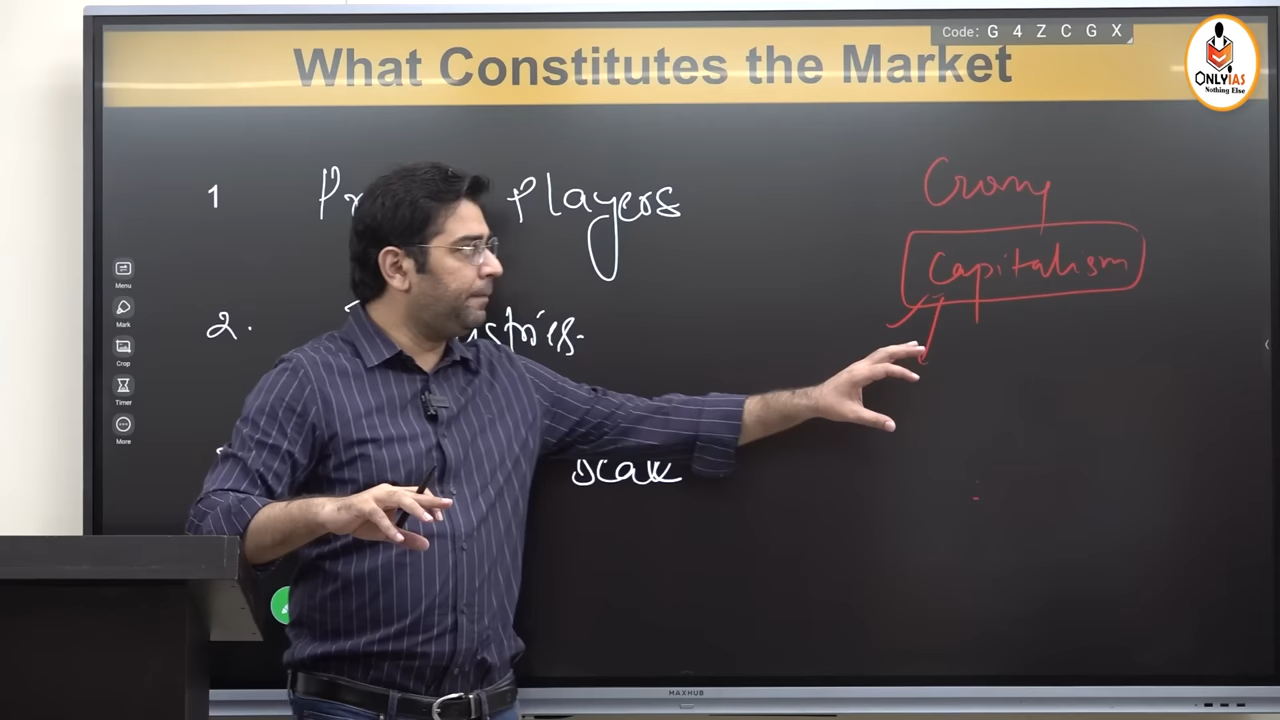 Code: G 4 Z C G X
What Constitutes the Market
ONLYIAS
Nothing Else
1 Players
Crony
Capitalism
2.
Menu
Mark
Crop
Timer
More
MAXHUB